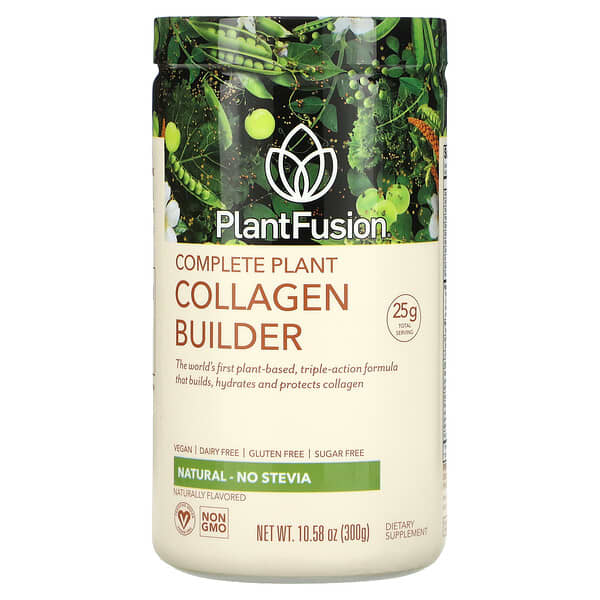 PlantFusion®
COMPLETE PLANT
COLLAGEN
BUILDER
25g
TOTAL
SERVING
The world's first plant-based, triple-action formula
that builds, hydrates and protects collagen
VEGAN | DAIRY FREE | GLUTEN FREE | SUGAR FREE
NATURAL - NO STEVIA
NATURALLY FLAVORED
NON
GMO
NET WT. 10.58 oz (300g)
DIETARY
SUPPLEMENT